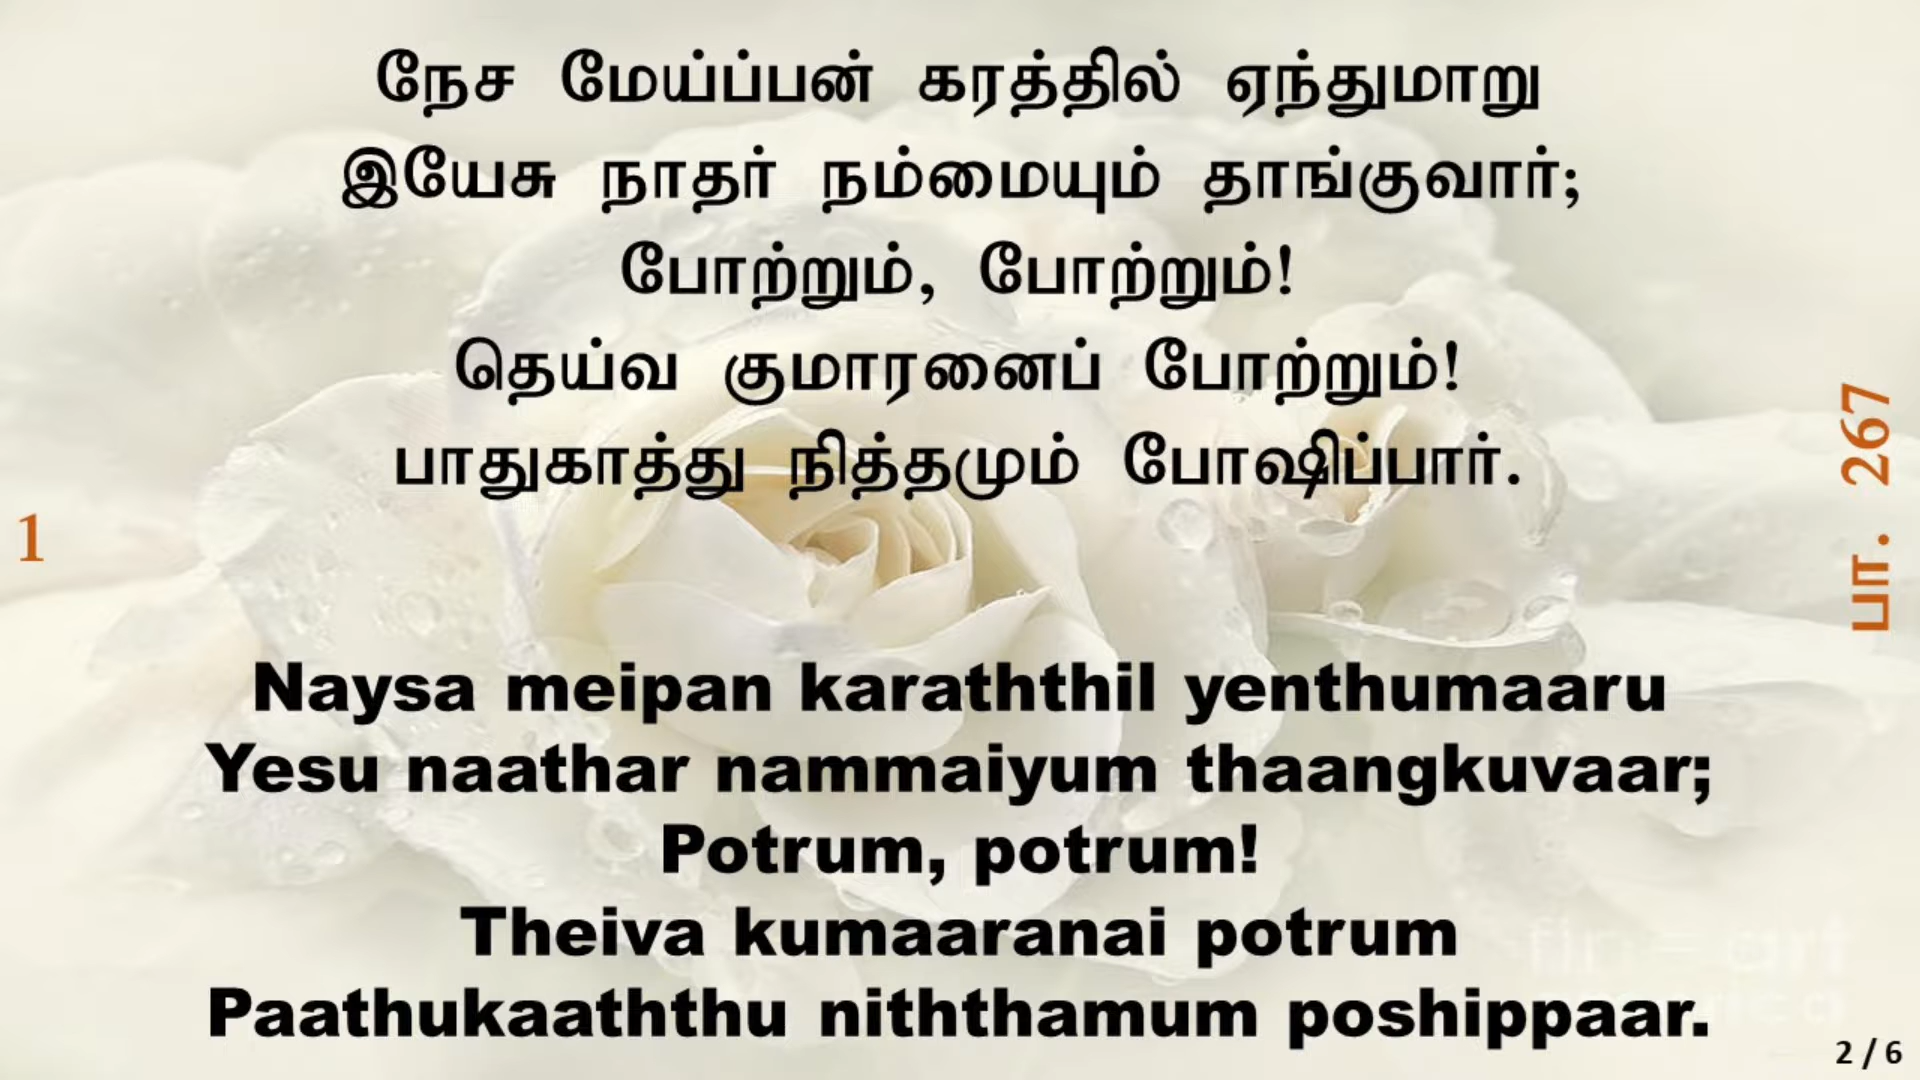 நேச மேய்ப்பன் கரத்தில் ஏந்துமாறு
இயேசு நாதர் நம்மையும் தாங்குவார்;
போற்றும், போற்றும்!
தெய்வ குமாரனைப் போற்றும்!
பாதுகாத்து நித்தமும் போஷிப்பார்.
1
பா. 267
Naysa meipan karaththil yenthumaaru
Yesu naathar nammaiyum thaangkuvaar;
Potrum, potrum!
Theiva kumaaranai potrum
Paathukaaththu niththamum poshippaar.
2 / 6